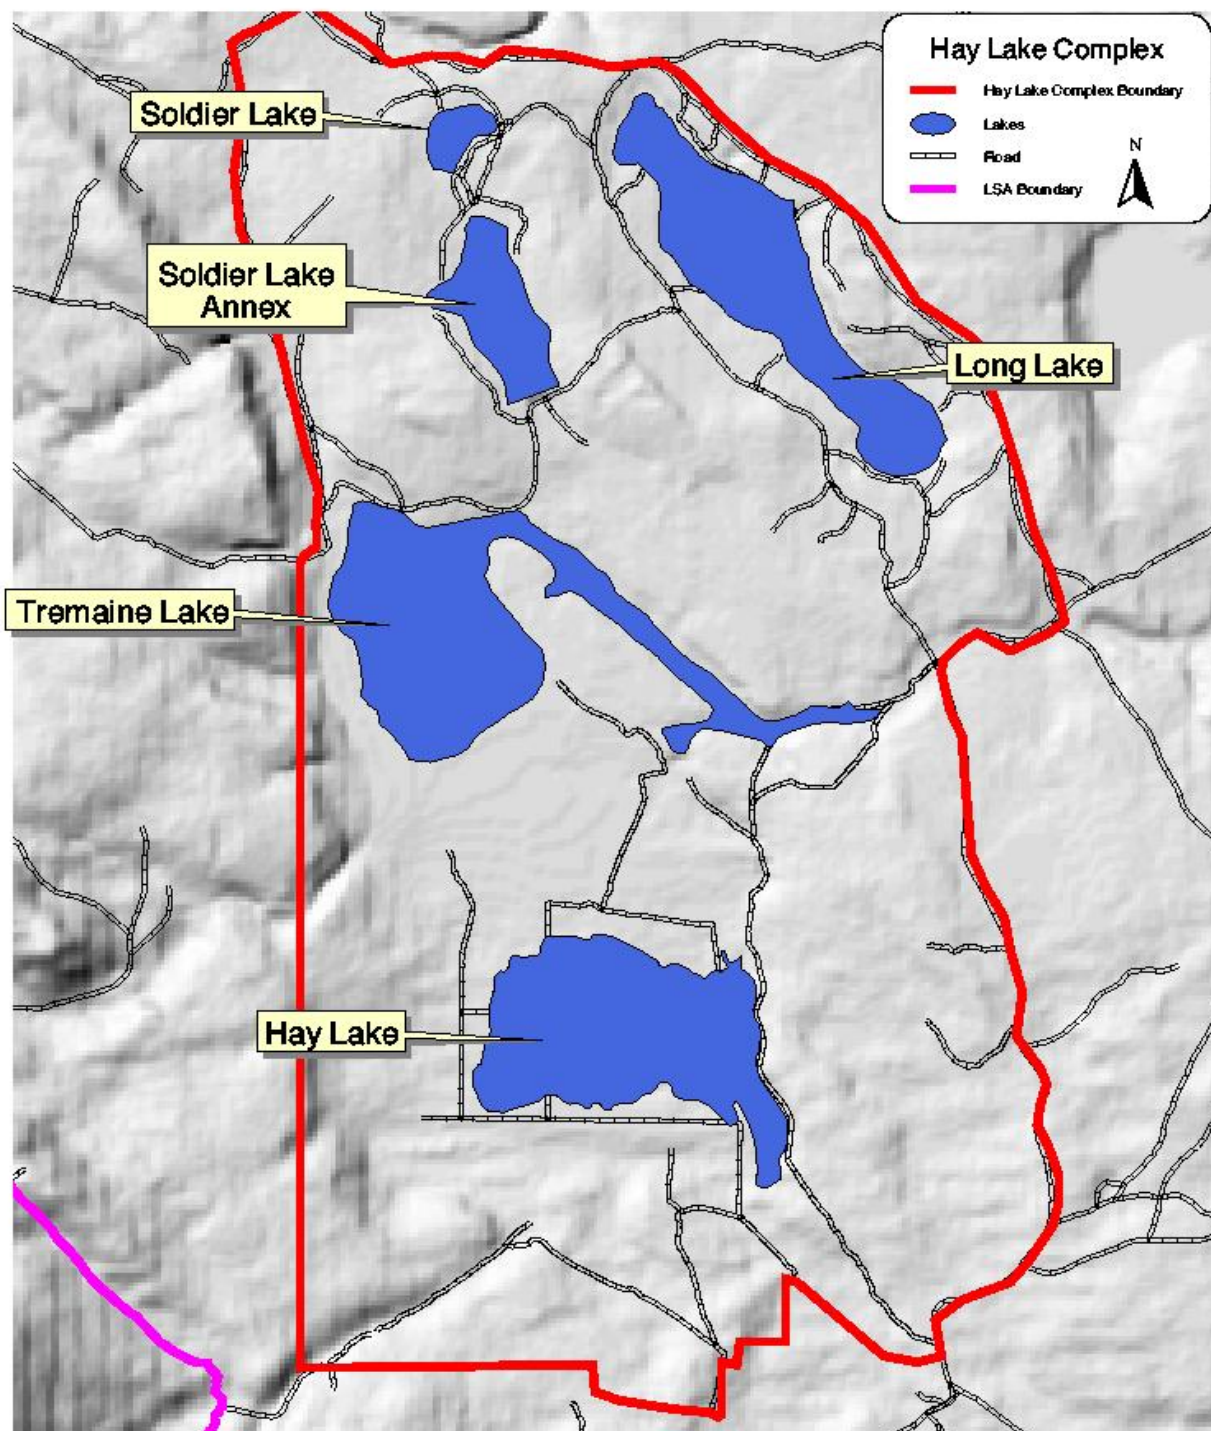 Hay Lake Complex
Hay Lake Complex Boundary
Lakes
Road
LSA Boundary
N
Soldier Lake
Soldier Lake
Annex
Long Lake
Tremaine Lake
Hay Lake